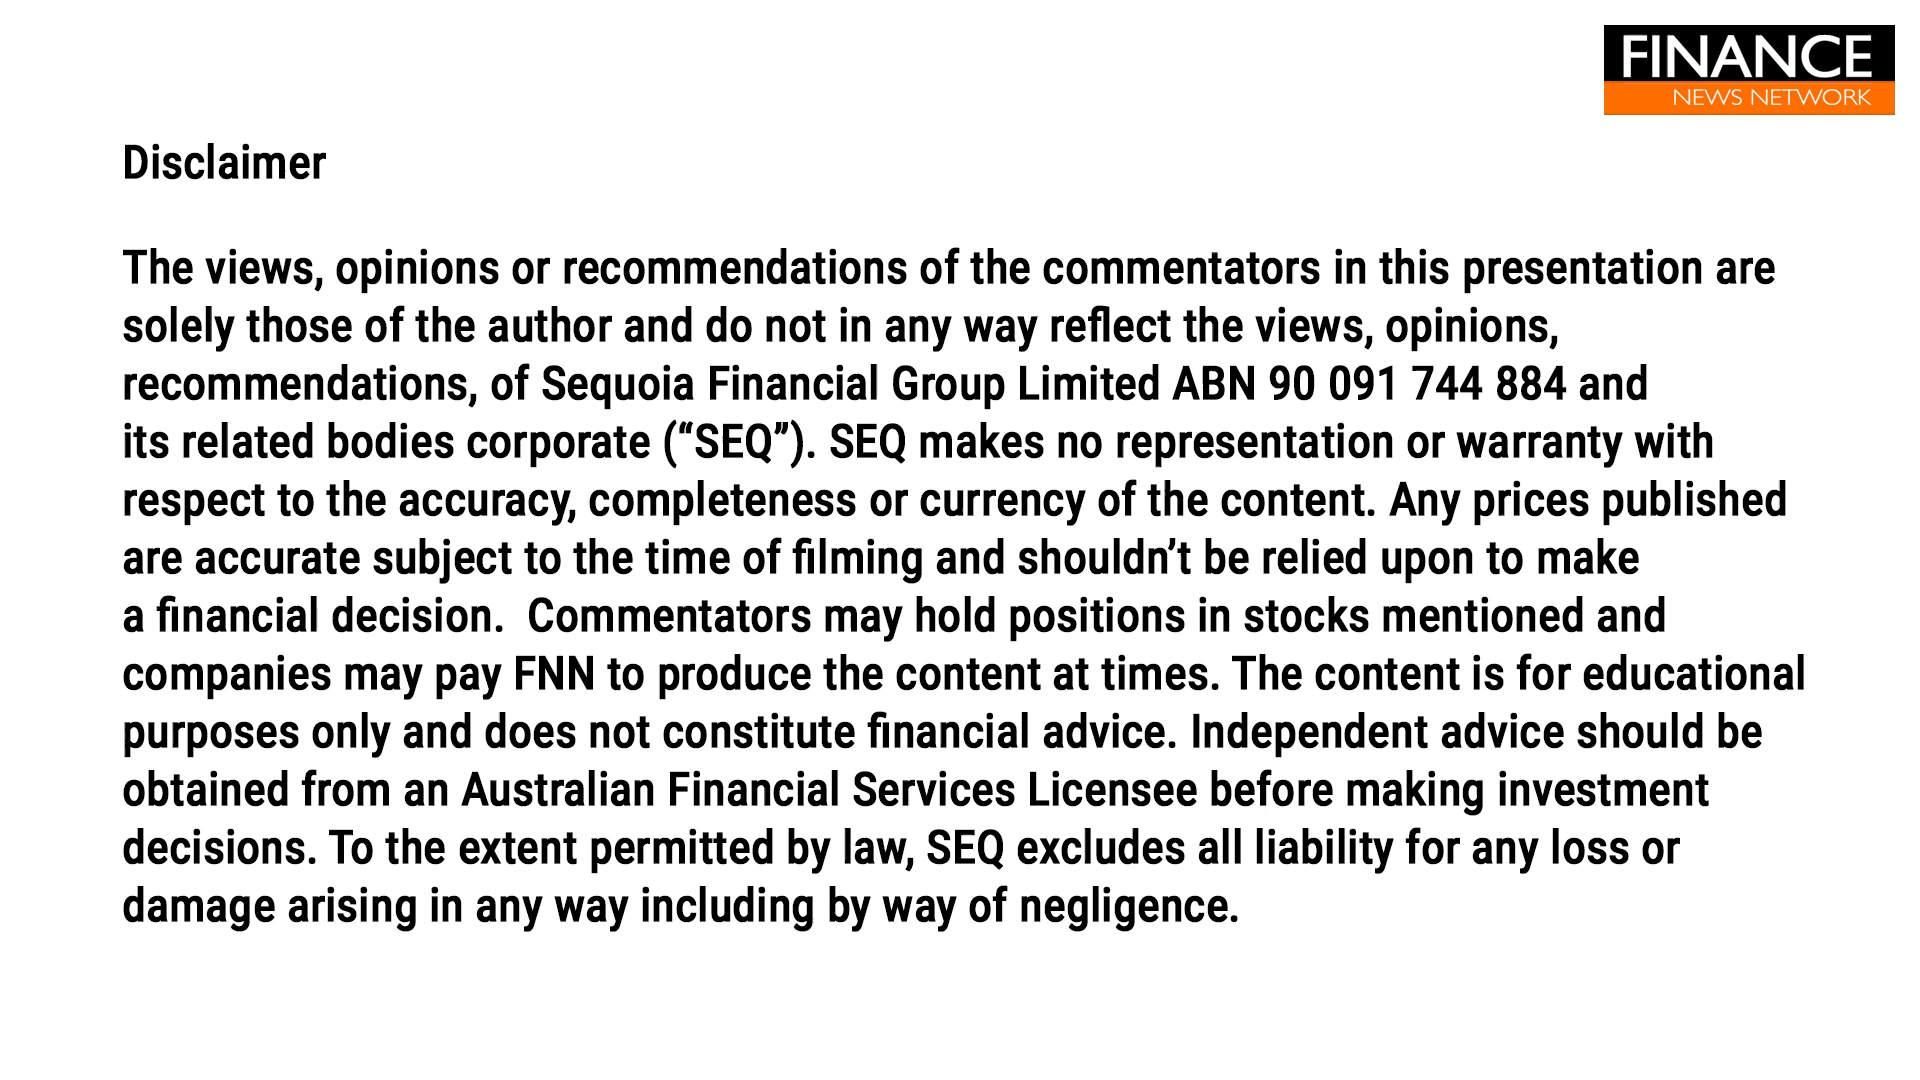 FINANCE
NEWS NETWORK
Disclaimer
The views, opinions or recommendations of the commentators in this presentation are
solely those of the author and do not in any way reflect the views, opinions,
recommendations, of Sequoia Financial Group Limited ABN 90 091 744 884 and
its related bodies corporate (“SEQ”). SEQ makes no representation or warranty with
respect to the accuracy, completeness or currency of the content. Any prices published
are accurate subject to the time of filming and shouldn’t be relied upon to make
a financial decision.  Commentators may hold positions in stocks mentioned and
companies may pay FNN to produce the content at times. The content is for educational
purposes only and does not constitute financial advice. Independent advice should be
obtained from an Australian Financial Services Licensee before making investment
decisions. To the extent permitted by law, SEQ excludes all liability for any loss or
damage arising in any way including by way of negligence.